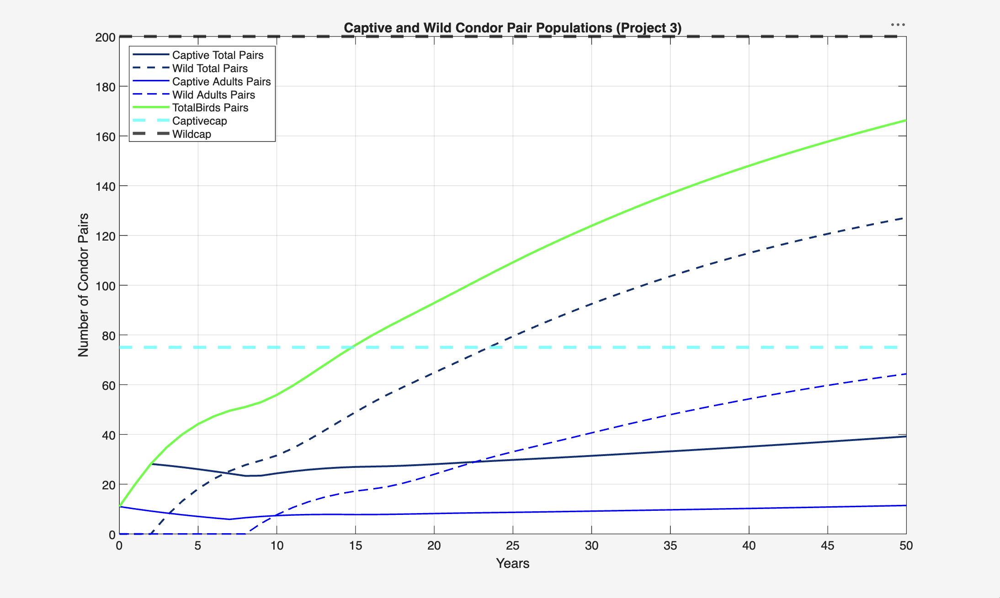 Captive and Wild Condor Pair Populations (Project 3)
200
180
160
140
120
100
80
60
40
20
0
Number of Condor Pairs
Captive Total Pairs
Wild Total Pairs
Captive Adults Pairs
Wild Adults Pairs
TotalBirds Pairs
Captivecap
Wildcap
0 5 10 15 20 25 30 35 40 45 50
Years